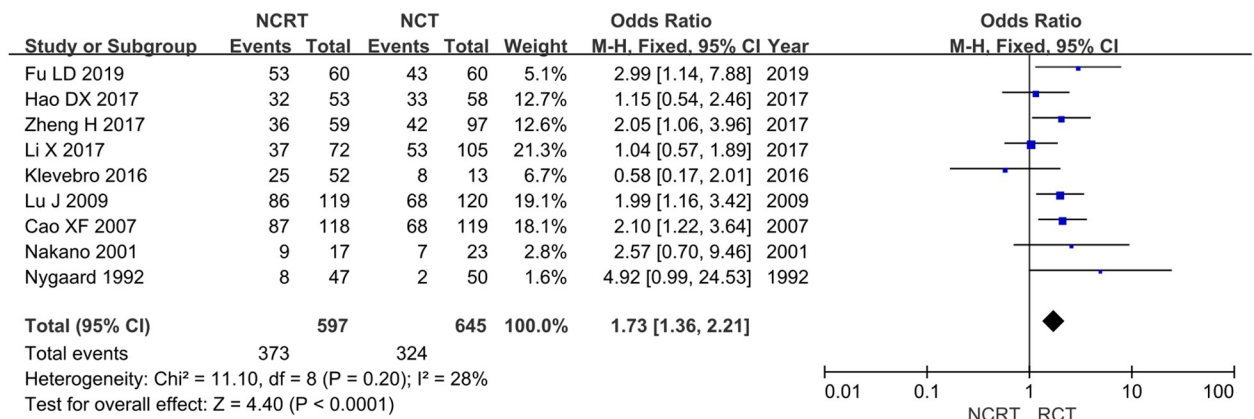 NCRT NCT Odds Ratio Odds Ratio
Study or Subgroup Events Total Events Total Weight M-H, Fixed, 95% CI Year M-H, Fixed, 95% CI
Fu LD 2019 53 60 43 60 5.1% 2.99 [1.14, 7.88] 2019
Hao DX 2017 32 53 33 58 12.7% 1.15 [0.54, 2.46] 2017
Zheng H 2017 36 59 42 97 12.6% 2.05 [1.06, 3.96] 2017
Li X 2017 37 72 53 105 21.3% 1.04 [0.57, 1.89] 2017
Klevebro 2016 25 52 8 13 6.7% 0.58 [0.17, 2.01] 2016
Lu J 2009 86 119 68 120 19.1% 1.99 [1.16, 3.42] 2009
Cao XF 2007 87 118 68 119 18.1% 2.10 [1.22, 3.64] 2007
Nakano 2001 9 17 7 23 2.8% 2.57 [0.70, 9.46] 2001
Nygaard 1992 8 47 2 50 1.6% 4.92 [0.99, 24.53] 1992
Total (95% CI) 597 645 100.0% 1.73 [1.36, 2.21]
Total events 373 324
Heterogeneity: Chi² = 11.10, df = 8 (P = 0.20); I² = 28%
Test for overall effect: Z = 4.40 (P < 0.0001)
0.01 0.1 1 10 100
NCRT RCT